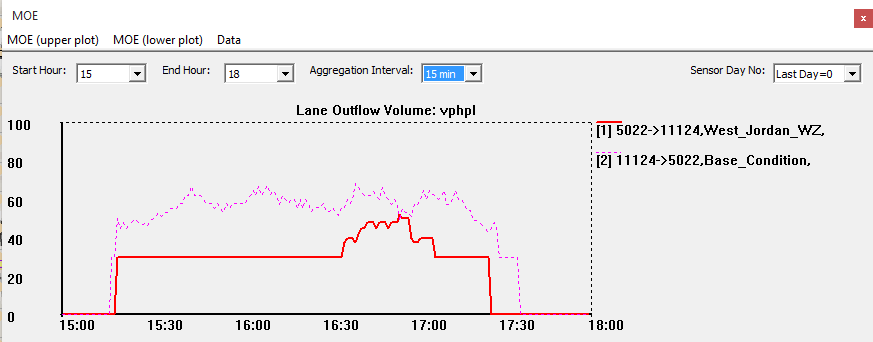 MOE
x
MOE (upper plot) MOE (lower plot) Data
Start Hour: 15 End Hour: 18 Aggregation Interval: 15 min Sensor Day No: Last Day=0
Lane Outflow Volume: vphpl
[1] 5022->11124,West_Jordan_WZ,
[2] 11124->5022,Base_Condition,
100
80
60
40
20
0
15:00 15:30 16:00 16:30 17:00 17:30 18:00